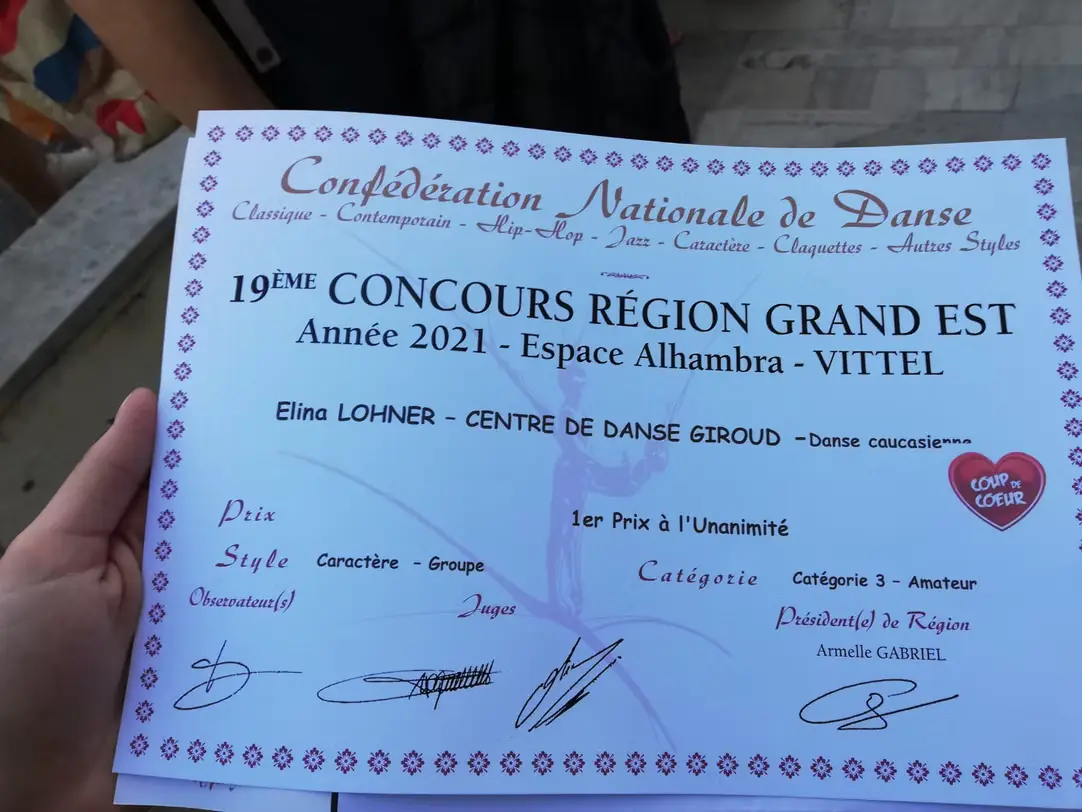 Confédération Nationale de Danse
Classique - Contemporain - Hip-Hop - Jazz - Caractère - Claquettes - Autres Styles
19ÈME CONCOURS RÉGION GRAND EST
Année 2021 - Espace Alhambra - VITTEL
Elina LOHNER - CENTRE DE DANSE GIROUD - Danse caucasienne
COUP DE
COEUR
Prix 1er Prix à l'Unanimité
Style Caractère - Groupe Catégorie Catégorie 3 - Amateur
Observateur(s) Juges Président(e) de Région
Armelle GABRIEL